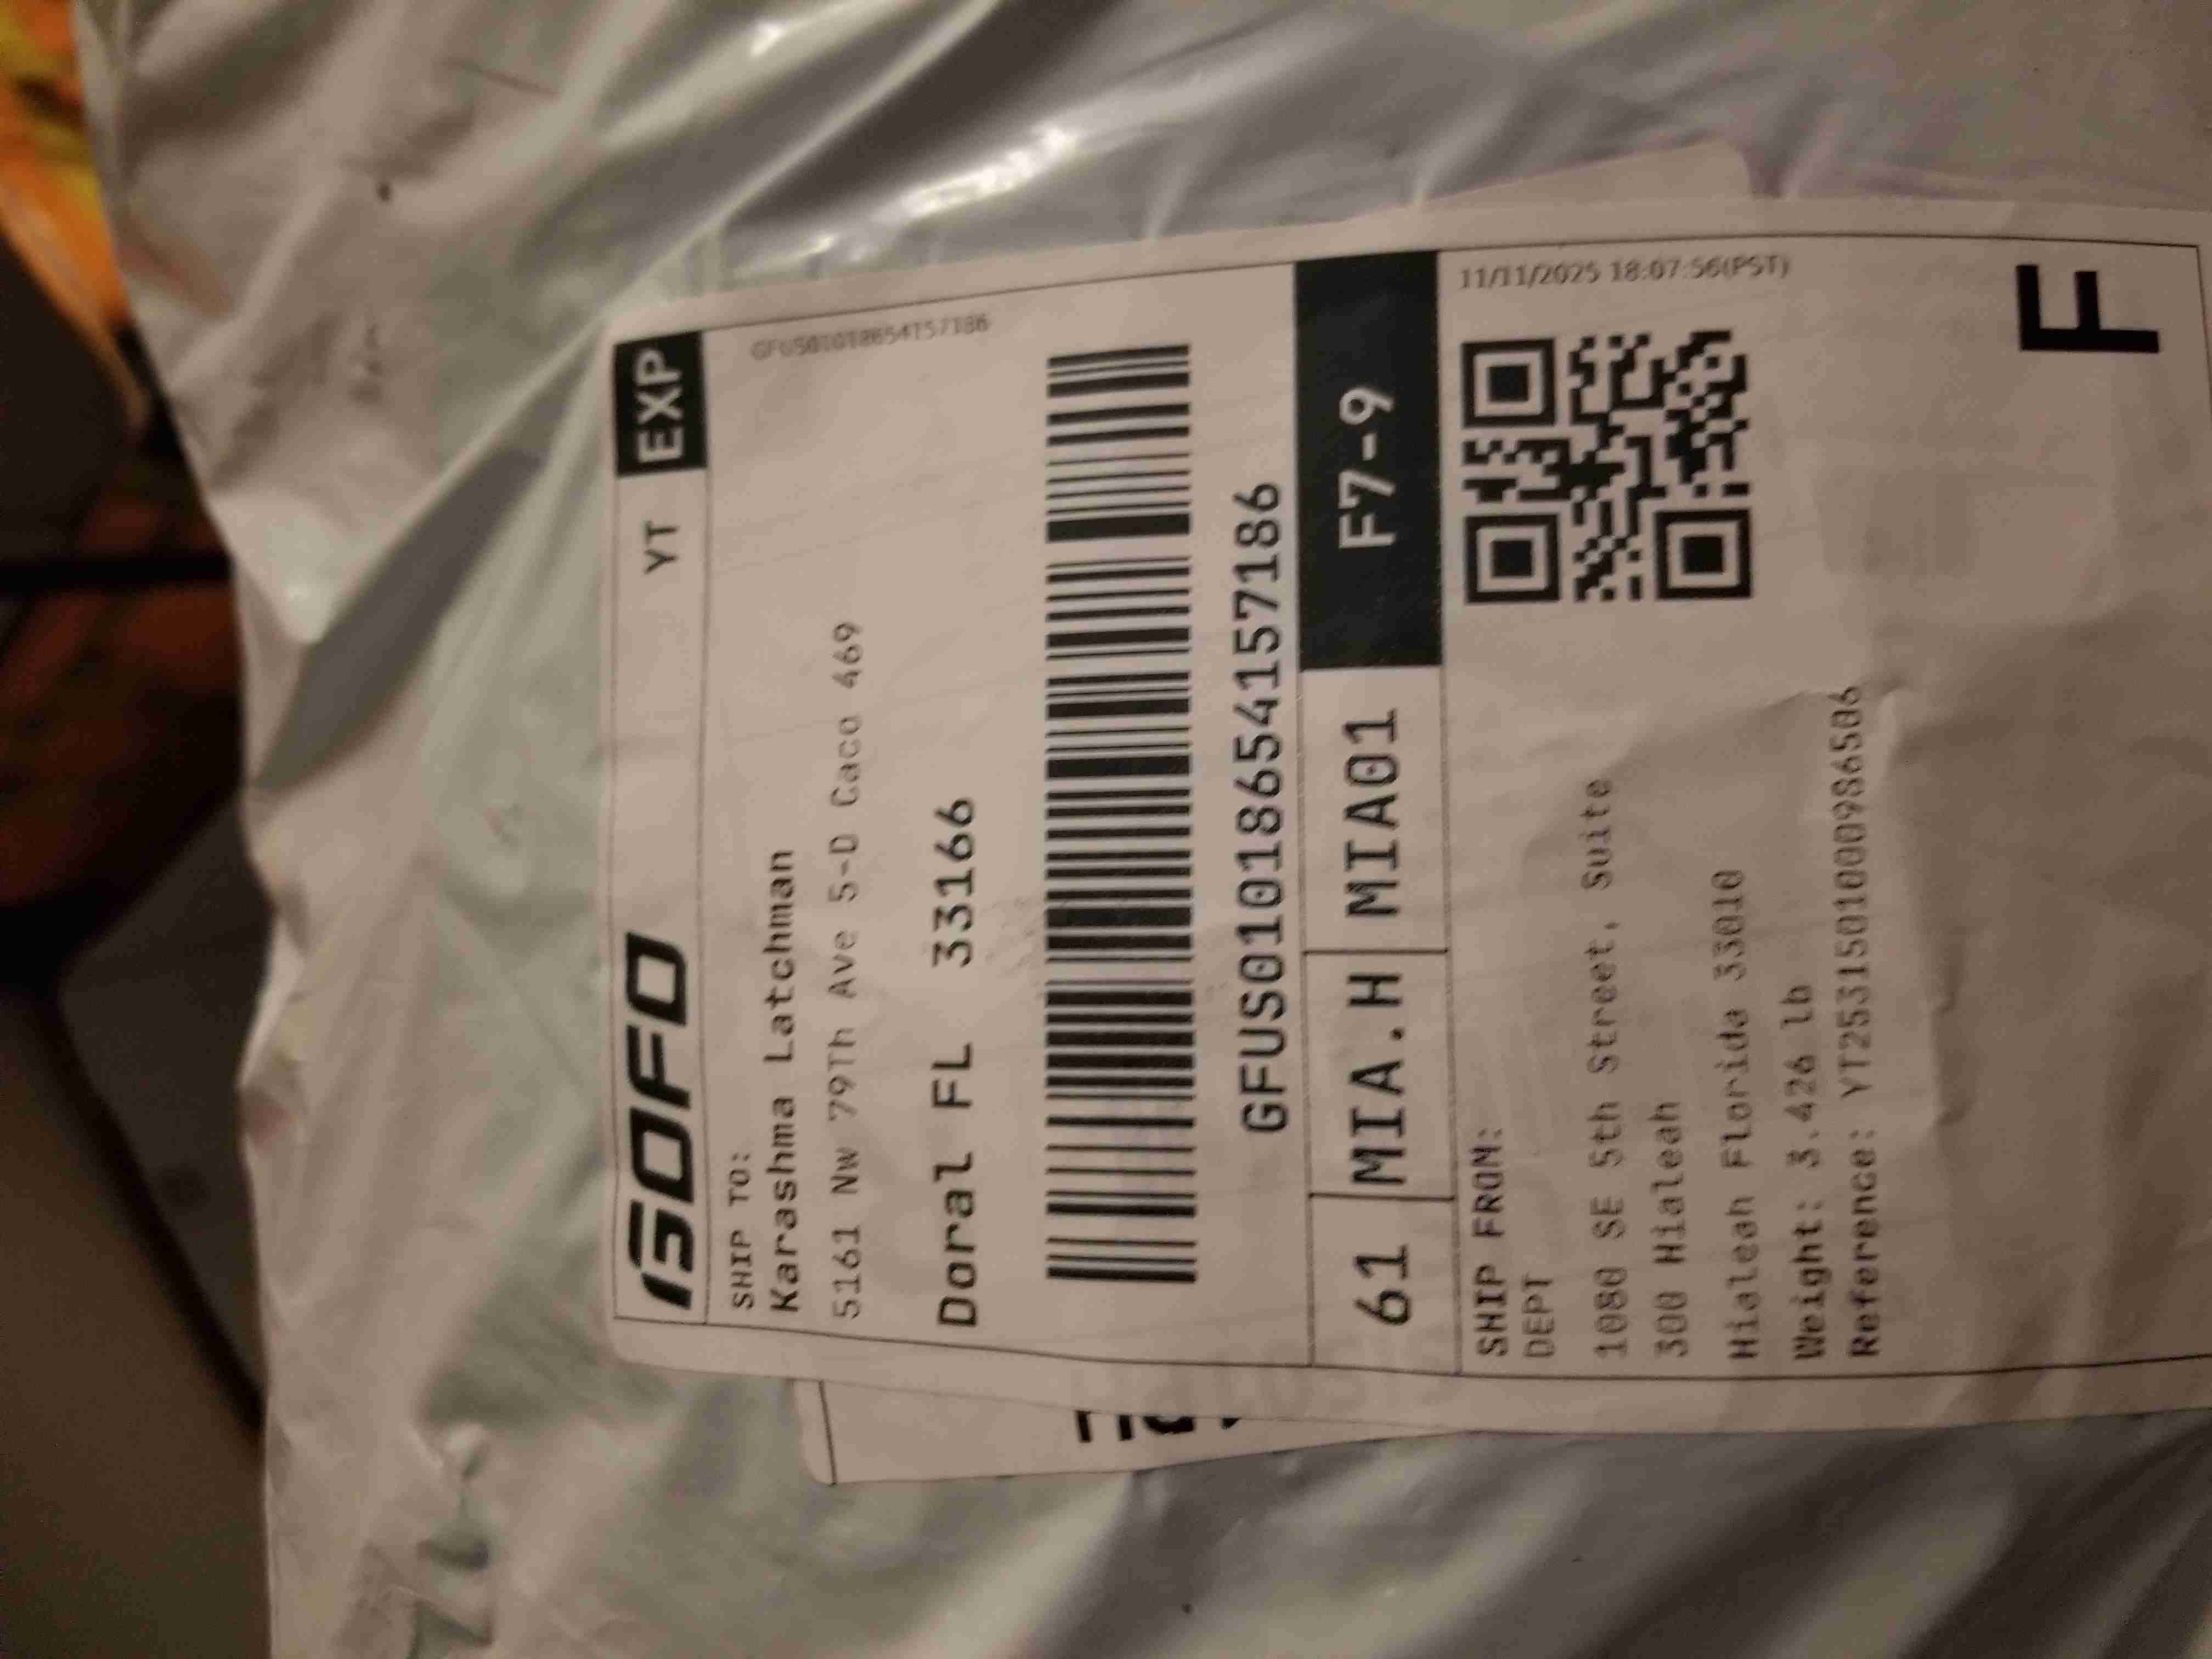 GOFO YT EXP
GFUS01018654157186
SHIP TO:
Karashma Latchman
5161 Nw 79Th Ave 5-D Caco 469
Doral FL 33166
GFUS01018654157186
61 MIA.H MIA01 F7-9
11/11/2025 18:07:56(PST)
SHIP FROM:
DEPT
1080 SE 5th Street, Suite
300 Hialeah
Hialeah Florida 33010
Weight: 3.426 lb
Reference: YT2531501000986506
F